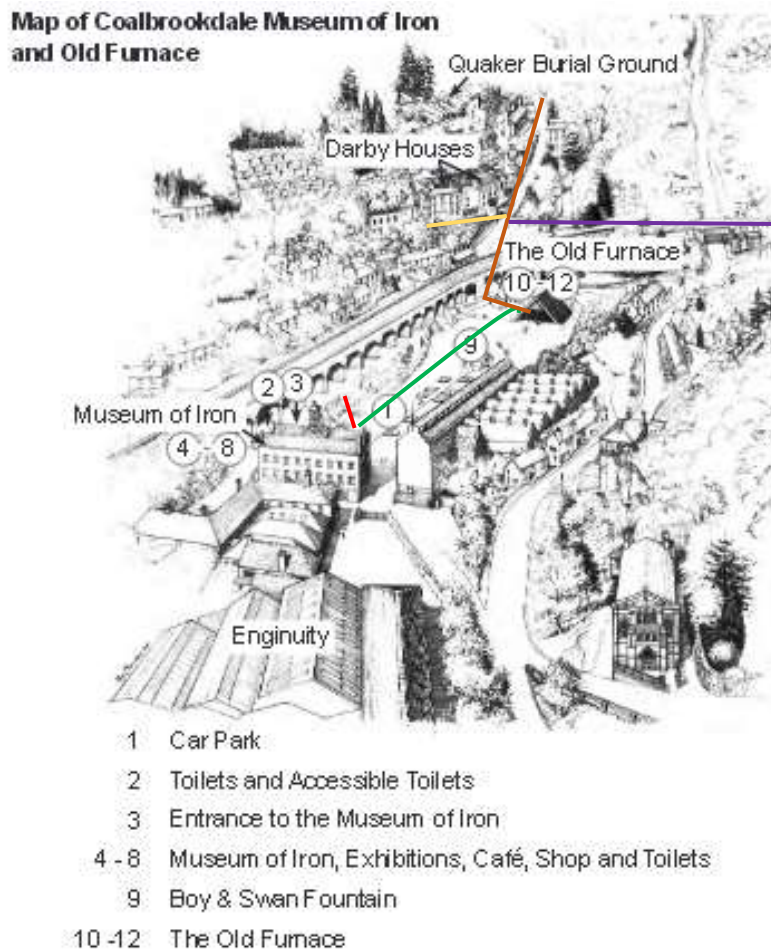 Map of Coalbrookdale Museum of Iron
and Old Furnace
Quaker Burial Ground
Darby Houses
The Old Furnace
10 - 12
9
2 3
1
Museum of Iron
4 - 8
Enginuity
1 Car Park
2 Toilets and Accessible Toilets
3 Entrance to the Museum of Iron
4 - 8 Museum of Iron, Exhibitions, Café, Shop and Toilets
9 Boy & Swan Fountain
10 -12 The Old Furnace